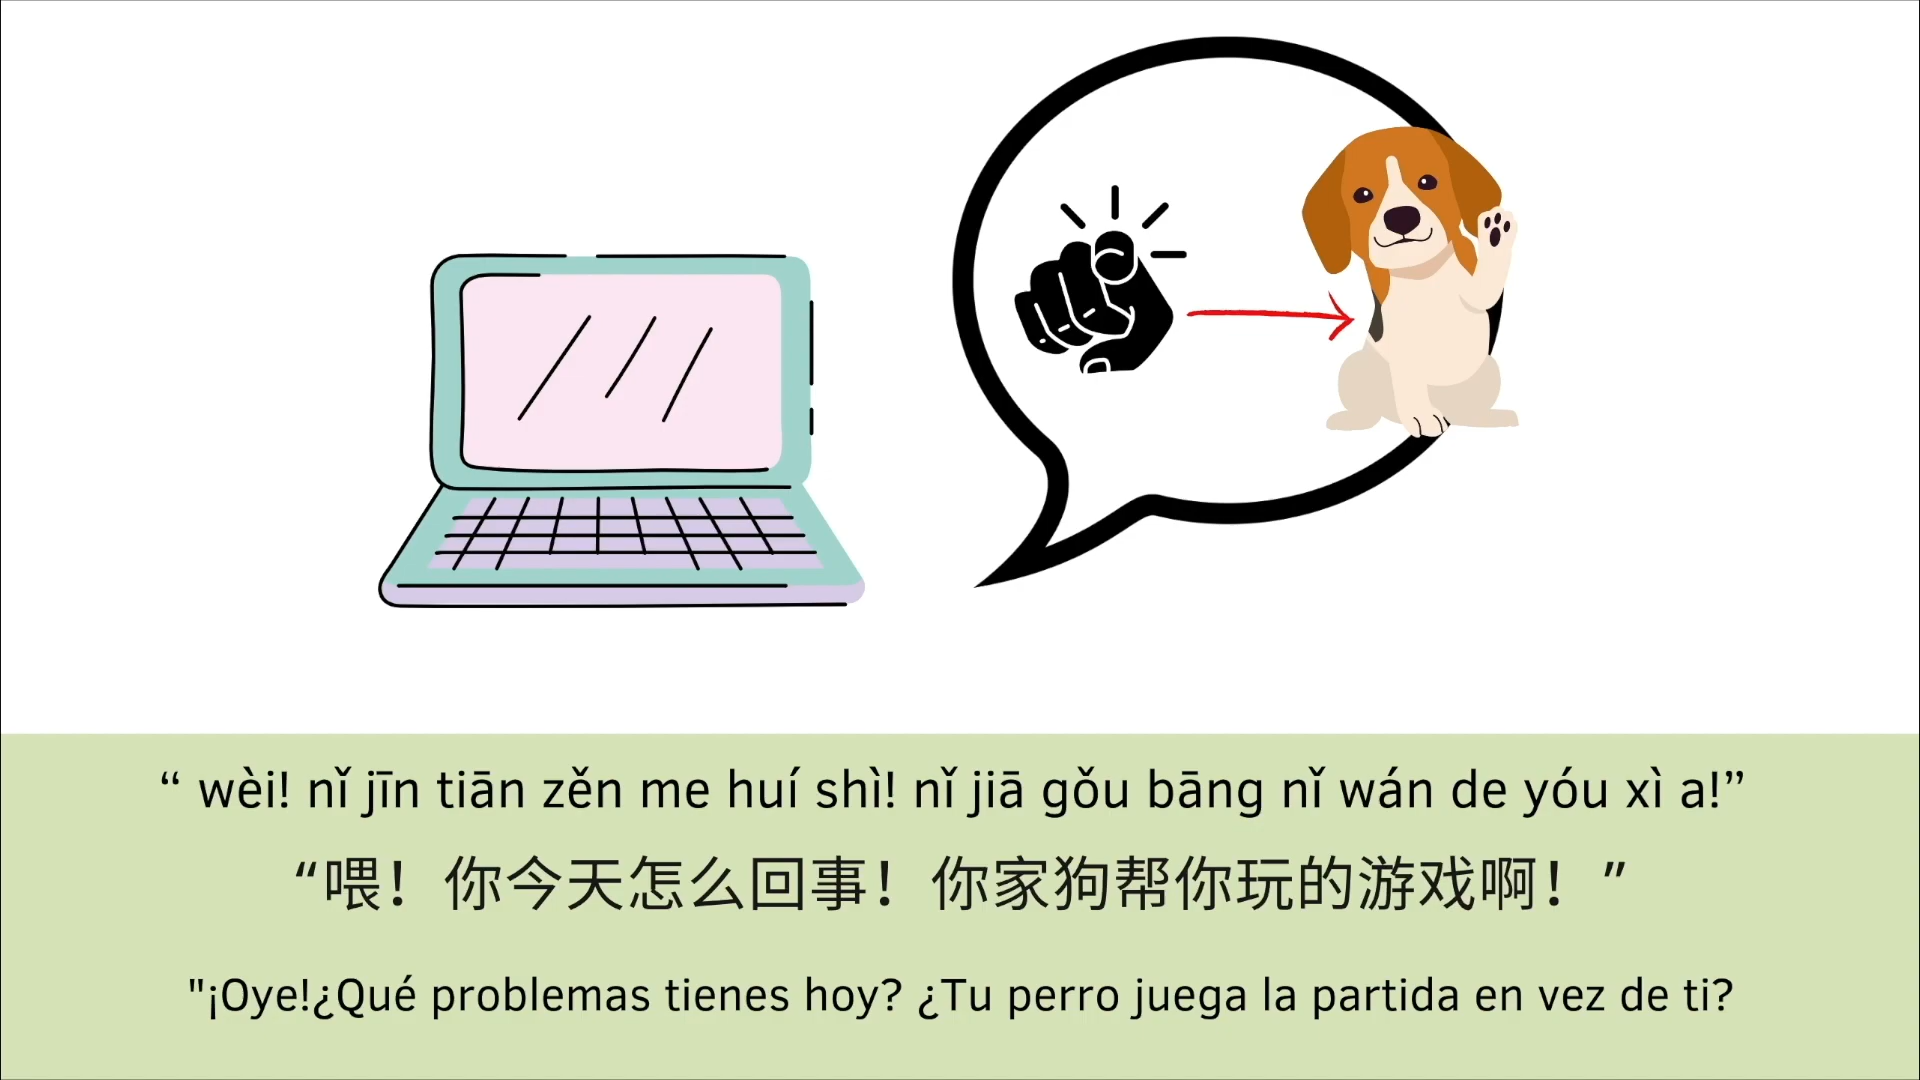 “ wèi! nǐ jīn tiān zěn me huí shì! nǐ jiā gǒu bāng nǐ wán de yóu xì a!”
“喂！你今天怎么回事！你家狗帮你玩的游戏啊！”
"¡Oye!¿Qué problemas tienes hoy? ¿Tu perro juega la partida en vez de ti?